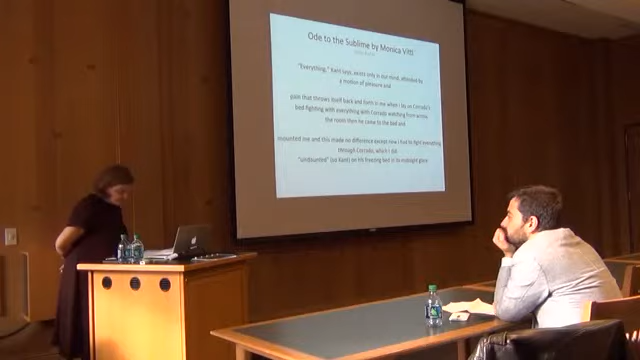 Ode to the Sublime by Monica Vitti
"Everything," Kant says, exists only in our mind, attended by
a motion of pleasure and
pain that throws itself back and forth in me when I lay on Corrado's
bed fighting with everything with Corrado watching from across
the room then he came to the bed and
mounted me and this made no difference except now I had to fight everything
through Corrado, which I did
"undaunted" (so Kant) on his freezing bed in its midnight glare